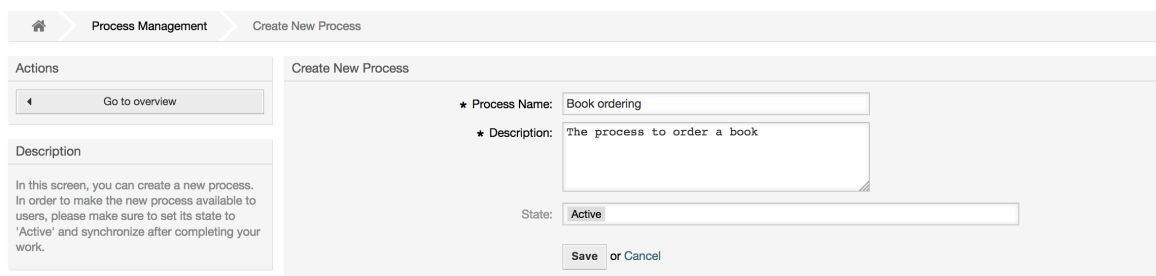 Process Management Create New Process
Actions
Go to overview
Description
In this screen, you can create a new process.
In order to make the new process available to
users, please make sure to set its state to
'Active' and synchronize after completing your
work.
Create New Process
* Process Name: Book ordering
* Description: The process to order a book
State: Active
Save or Cancel